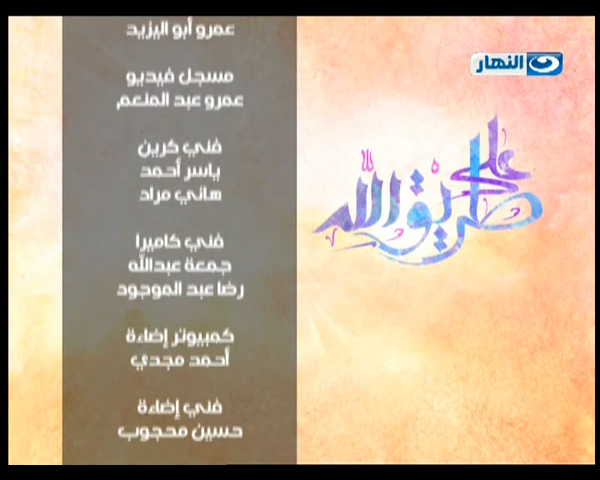 النهار
على طريق الله
عمرو أبو اليزيد
مسجل فيديو
عمرو عبد المنعم
فني كرين
ياسر أحمد
هاني مراد
فني كاميرا
جمعة عبدالله
رضا عبد الموجود
كمبيوتر إضاءة
أحمد مجدي
فني إضاءة
حسين محجوب